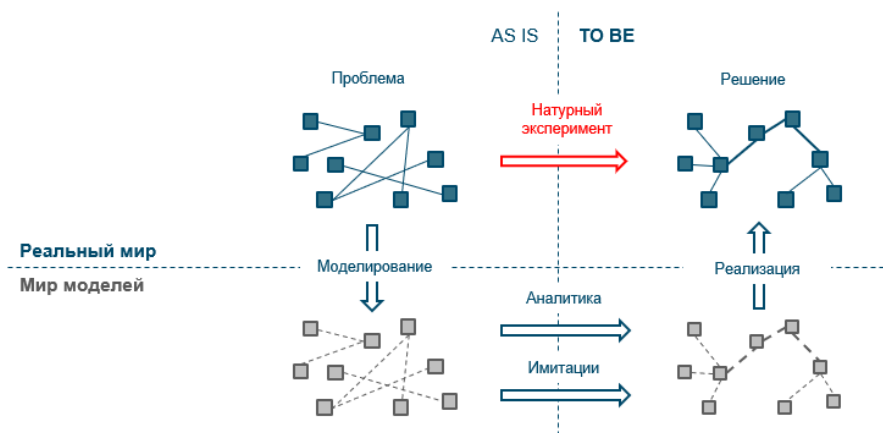 AS IS
TO BE
Проблема
Решение
Натурный
эксперимент
Реальный мир
Моделирование
Реализация
Мир моделей
Аналитика
Имитации